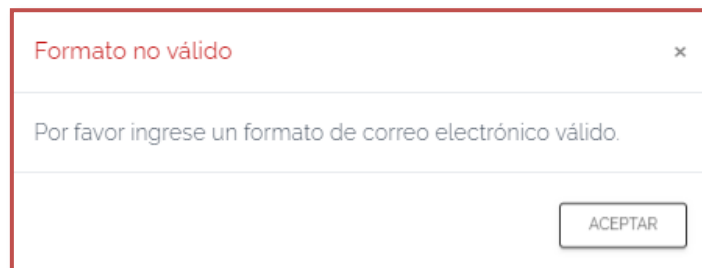 Formato no válido ×
Por favor ingrese un formato de correo electrónico válido.
ACEPTAR